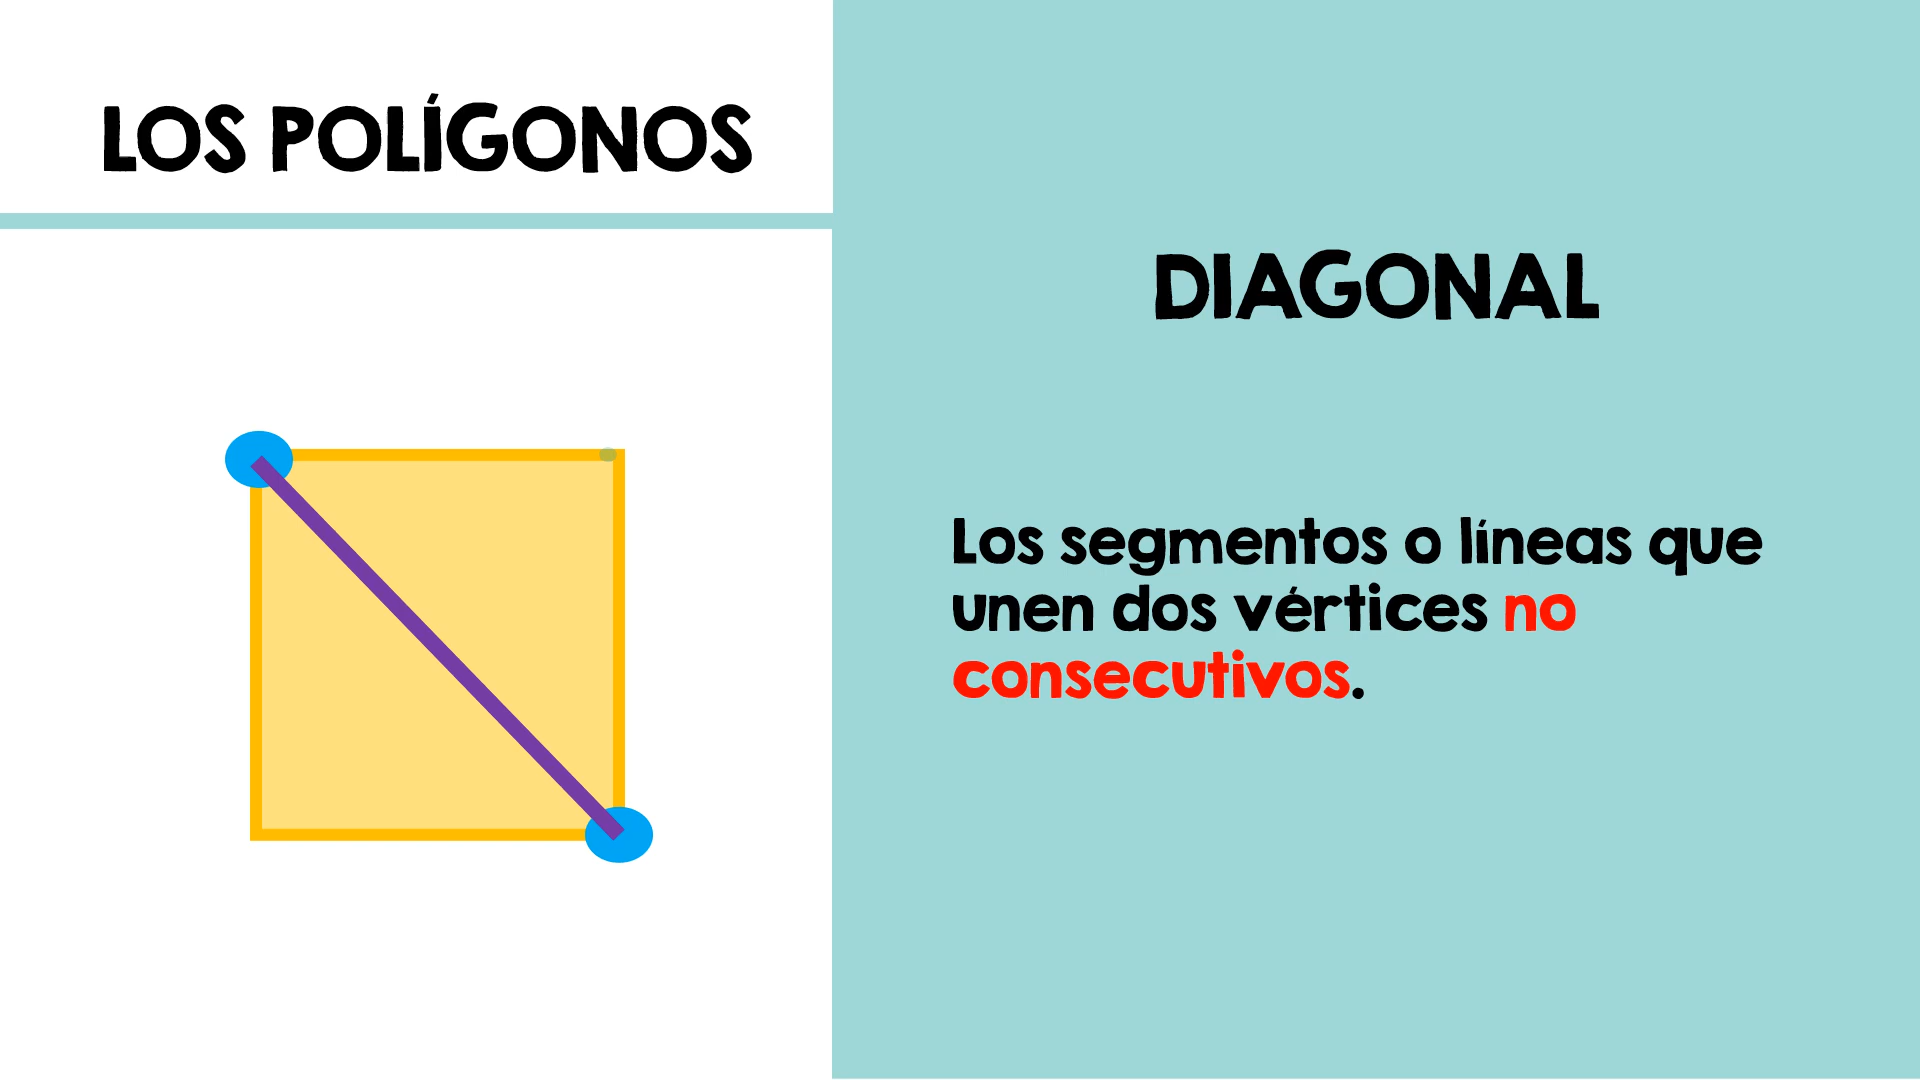 LOS POLÍGONOS
DIAGONAL
Los segmentos o líneas que
unen dos vértices no
consecutivos.